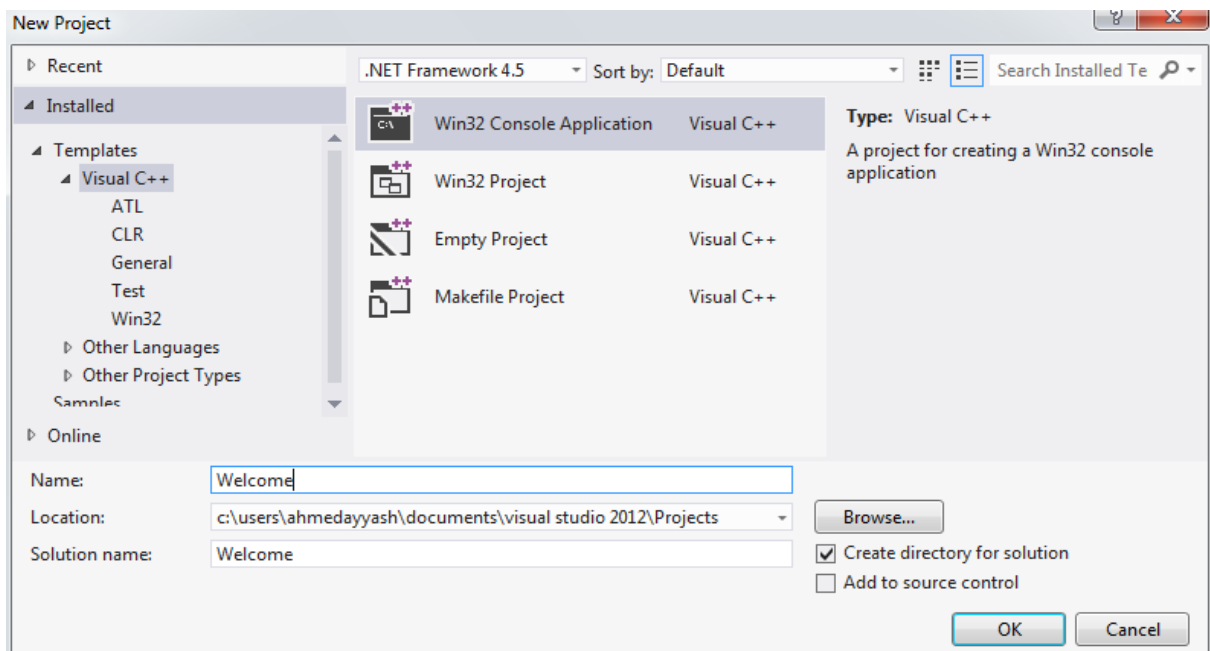 New Project
Recent
.NET Framework 4.5 Sort by: Default Search Installed Te
Installed
Templates
Visual C++
ATL
CLR
General
Test
Win32
Other Languages
Other Project Types
Samples
Online
Win32 Console Application Visual C++
Win32 Project Visual C++
Empty Project Visual C++
Makefile Project Visual C++
Type: Visual C++
A project for creating a Win32 console
application
Name: Welcome
Location: c:\users\ahmedayyash\documents\visual studio 2012\Projects Browse...
Solution name: Welcome
Create directory for solution
Add to source control
OK Cancel